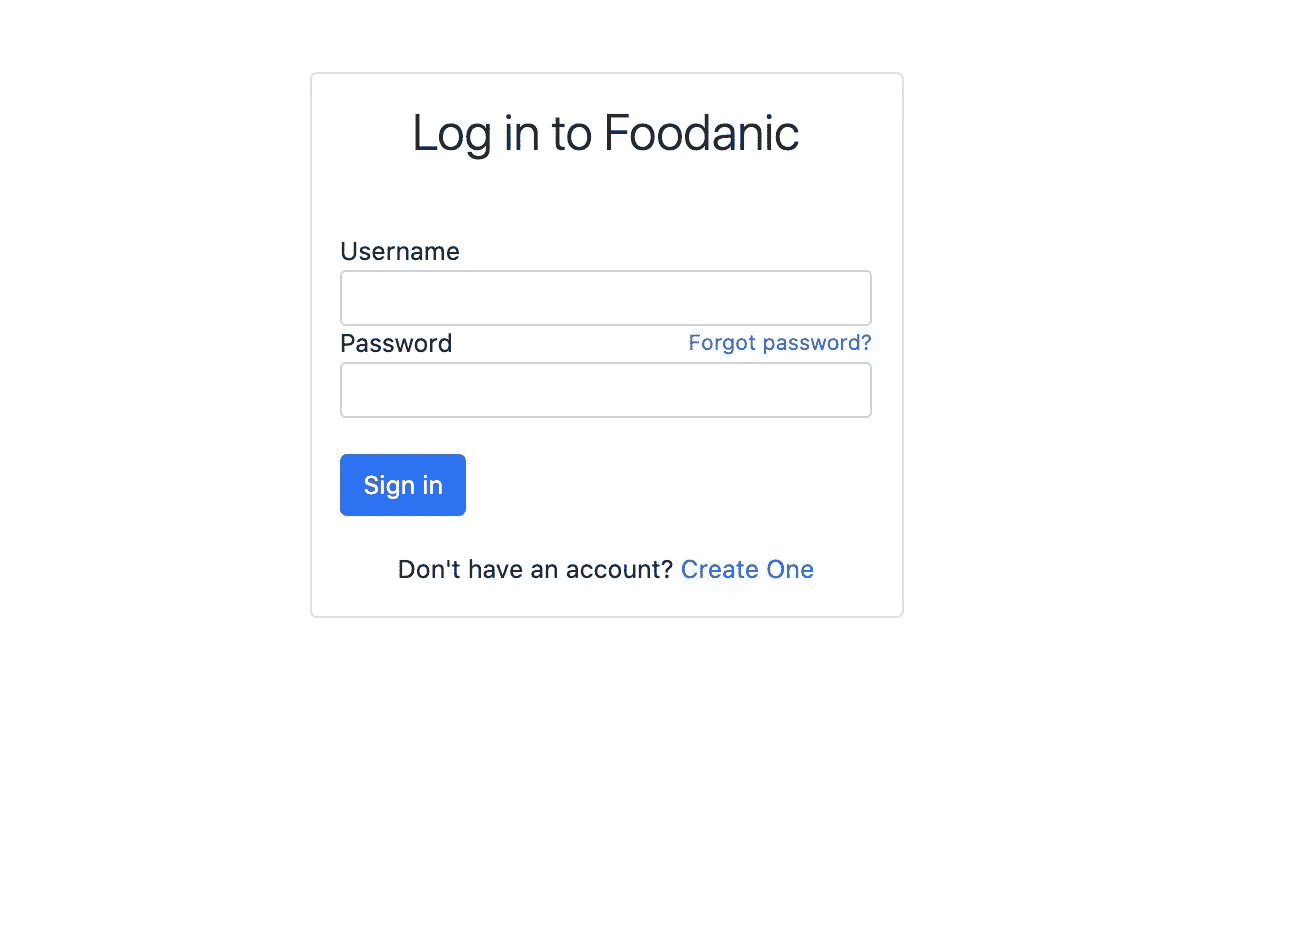 Log in to Foodanic
Username
Password Forgot password?
Sign in
Don't have an account? Create One